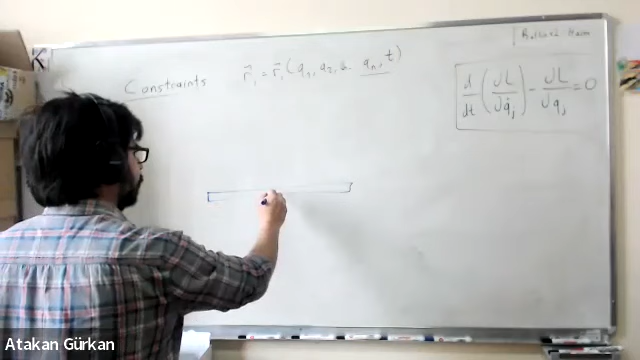 Constraints
r⃗ᵢ = r⃗ᵢ(q₁, q₂, ... qₙ, t)
d/dt (∂L/∂q̇ⱼ) - ∂L/∂qⱼ = 0
Atakan Gürkan